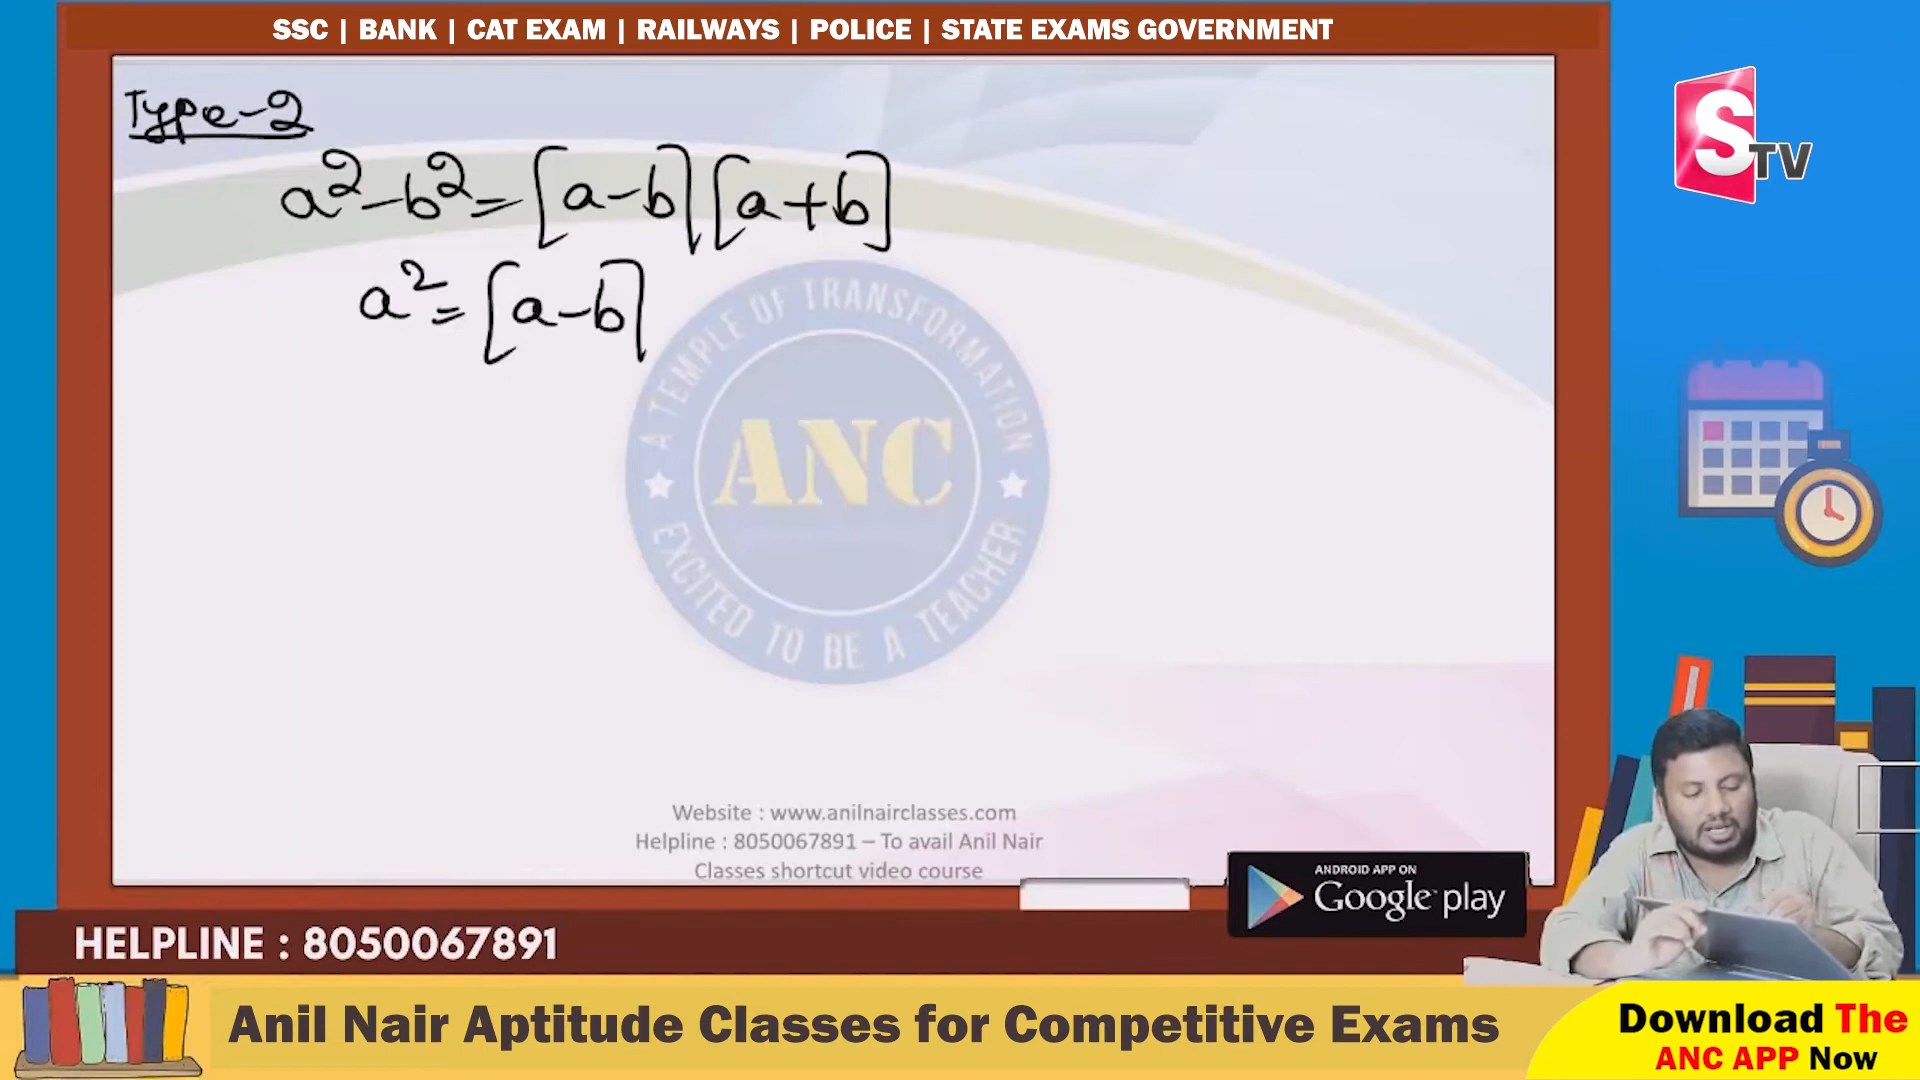 SSC | BANK | CAT EXAM | RAILWAYS | POLICE | STATE EXAMS GOVERNMENT
STV
Type-2
a²-b²=[a-b][a+b]
a²=[a-b]
A TEMPLE OF TRANSFORMATION
ANC
EXCITED TO BE A TEACHER
Website : www.anilnairclasses.com
Helpline : 8050067891 – To avail Anil Nair
Classes shortcut video course
ANDROID APP ON
Google play
HELPLINE : 8050067891
Anil Nair Aptitude Classes for Competitive Exams
Download The
ANC APP Now